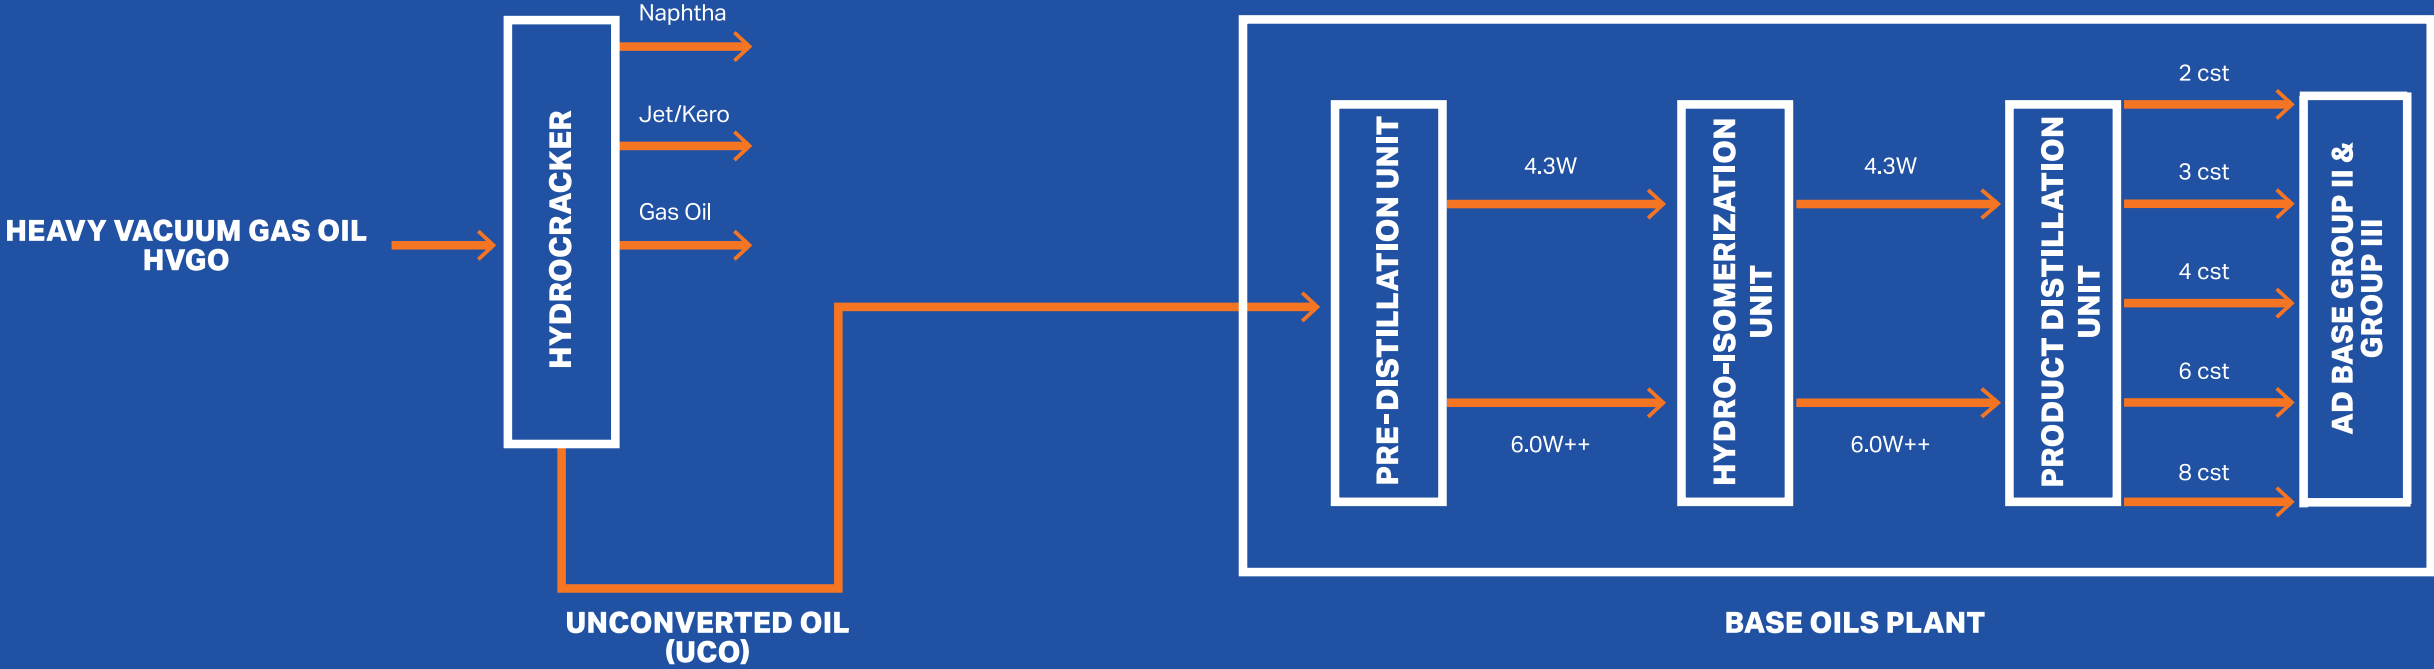 HEAVY VACUUM GAS OIL
HVGO
HYDROCRACKER
Naphtha
Jet/Kero
Gas Oil
UNCONVERTED OIL
(UCO)
PRE-DISTILLATION UNIT
4.3W
6.0W++
HYDRO-ISOMERIZATION
UNIT
4.3W
6.0W++
PRODUCT DISTILLATION
UNIT
2 cst
3 cst
4 cst
6 cst
8 cst
AD BASE GROUP II &
GROUP III
BASE OILS PLANT